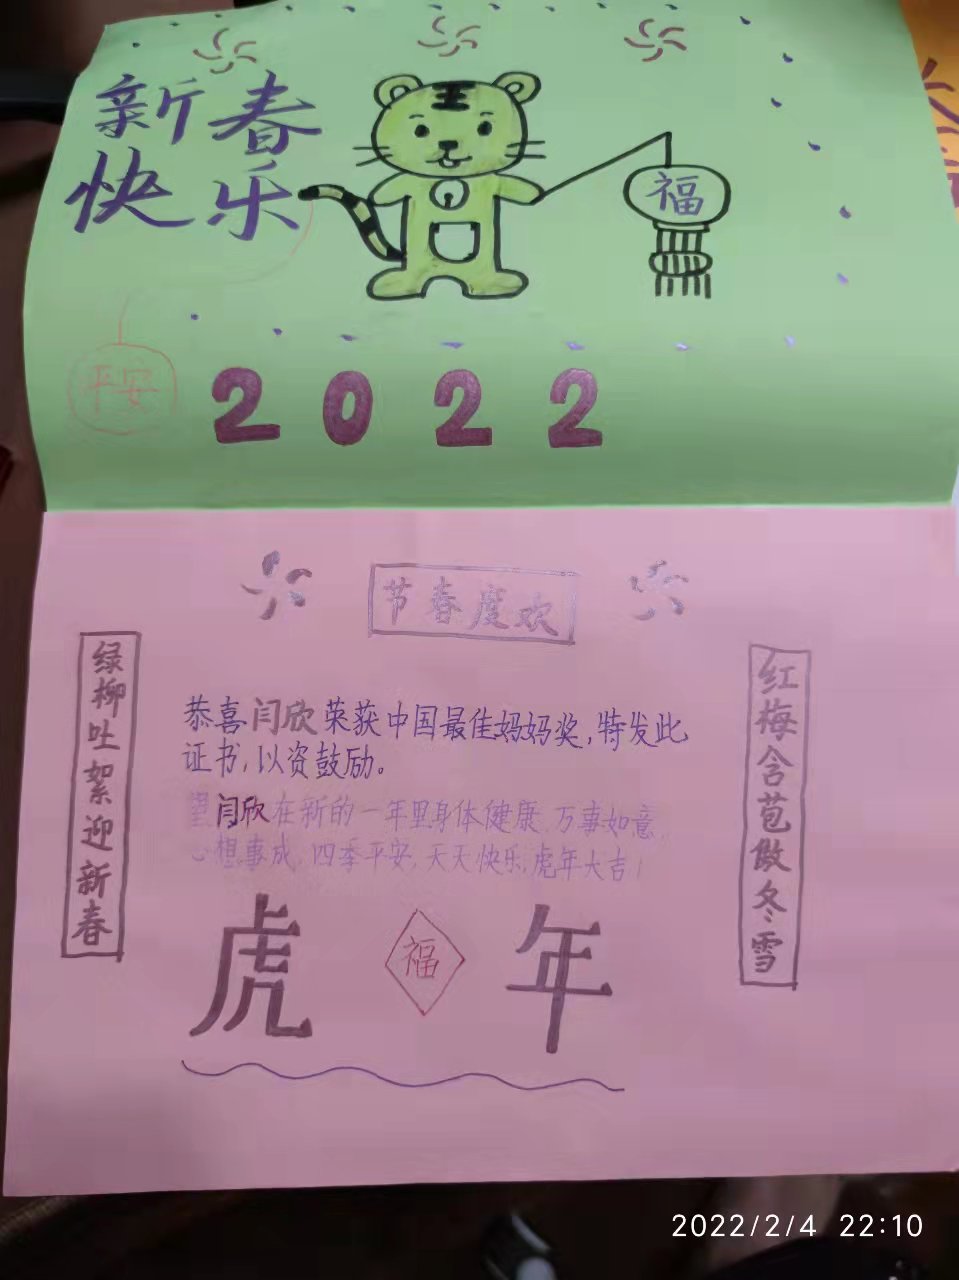 新春
快乐
王
福
平安
2022
节春度欢
绿柳吐絮迎新春
红梅含苞傲冬雪
恭喜闫欣荣获中国最佳妈妈奖,特发此
证书,以资鼓励。
望闫欣在新的一年里身体健康,万事如意,
心想事成,四季平安,天天快乐,虎年大吉!
虎 福 年
2022/2/4 22:10